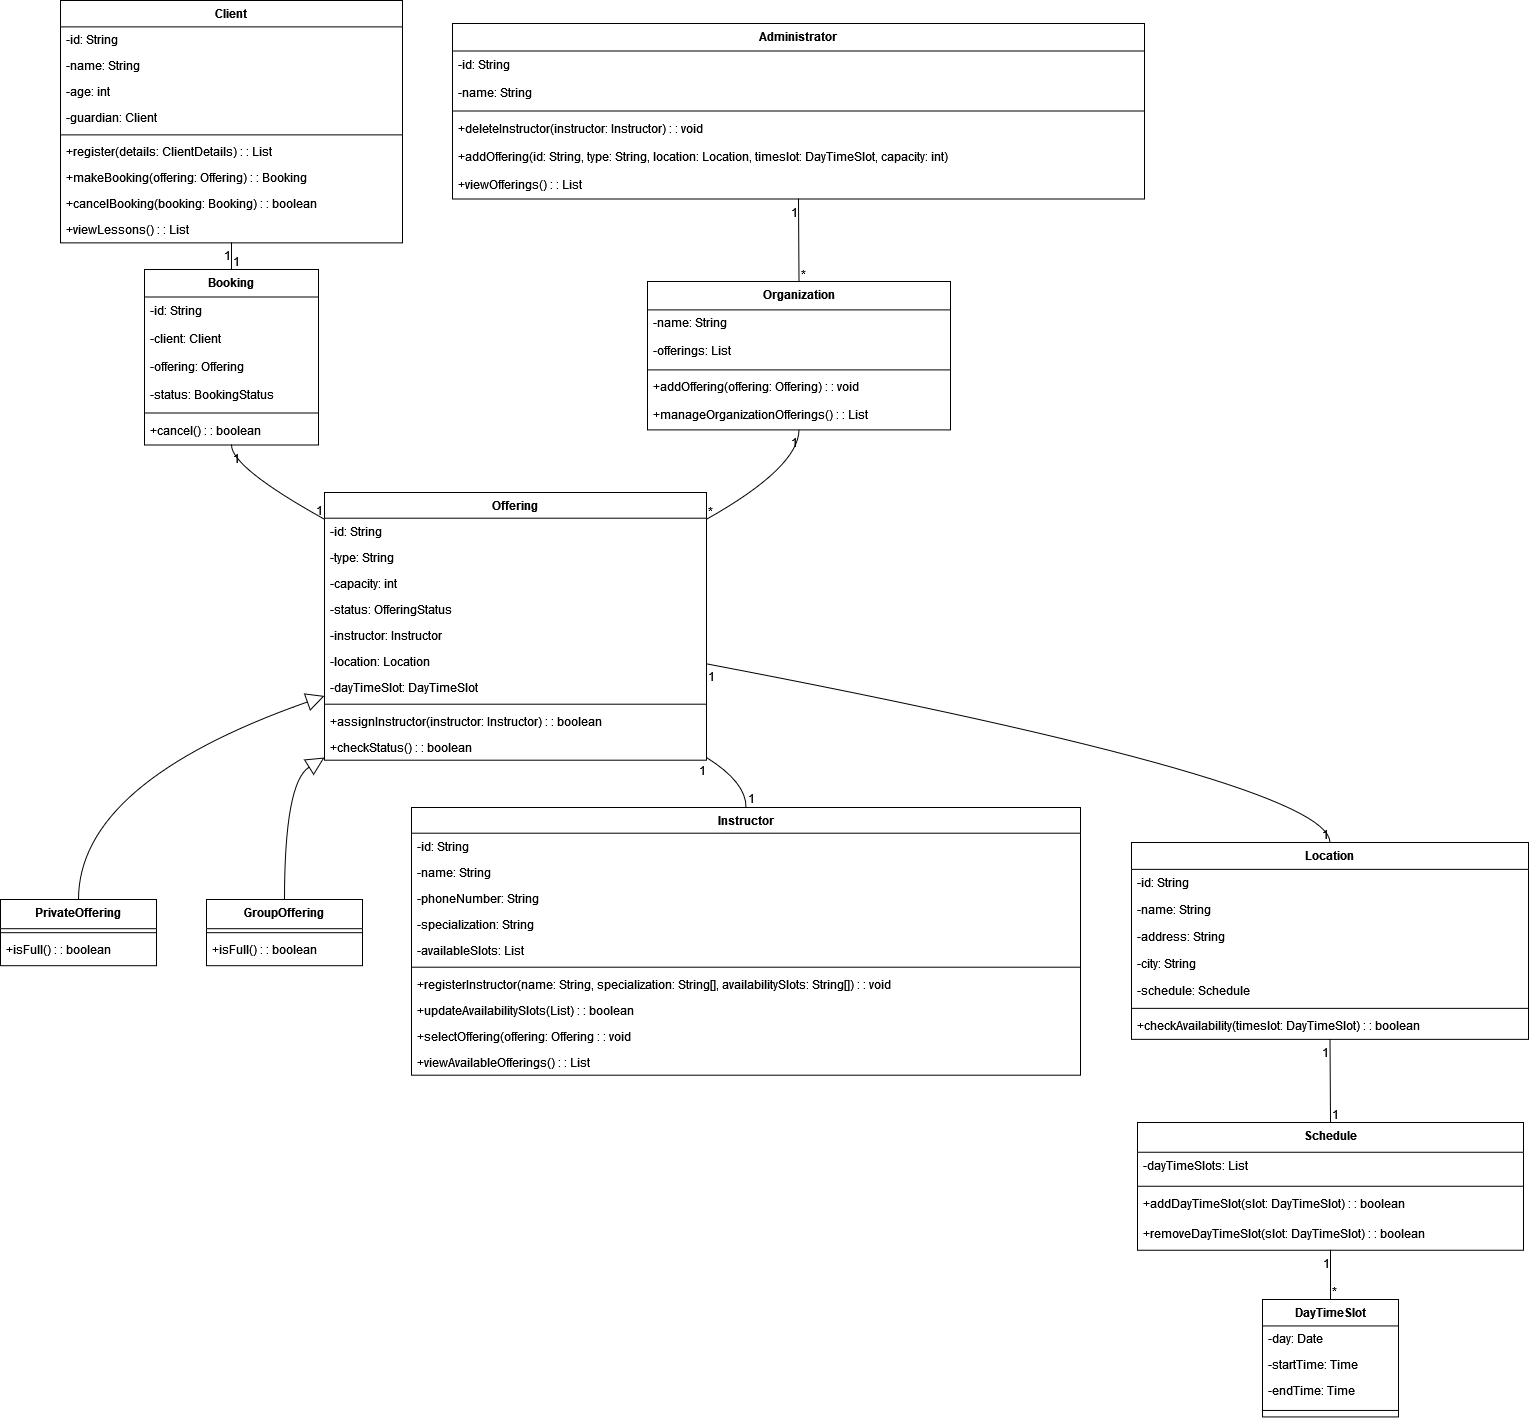 Client
-id: String
-name: String
-age: int
-guardian: Client
+register(details: ClientDetails) : : List
+makeBooking(offering: Offering) : : Booking
+cancelBooking(booking: Booking) : : boolean
+viewLessons() : : List
Administrator
-id: String
-name: String
+deleteInstructor(instructor: Instructor) : : void
+addOffering(id: String, type: String, location: Location, timeslot: DayTimeSlot, capacity: int)
+viewOfferings() : : List
1
1
1
*
Booking
-id: String
-client: Client
-offering: Offering
-status: BookingStatus
+cancel() : : boolean
Organization
-name: String
-offerings: List
+addOffering(offering: Offering) : : void
+manageOrganizationOfferings() : : List
1
1
1
*
Offering
-id: String
-type: String
-capacity: int
-status: OfferingStatus
-instructor: Instructor
-location: Location
-dayTimeSlot: DayTimeSlot
+assignInstructor(instructor: Instructor) : : boolean
+checkStatus() : : boolean
1
1
1
1
PrivateOffering
+isFull() : : boolean
GroupOffering
+isFull() : : boolean
Instructor
-id: String
-name: String
-phoneNumber: String
-specialization: String
-availableSlots: List
+registerInstructor(name: String, specialization: String[], availabilitySlots: String[]) : : void
+updateAvailabilitySlots(List) : : boolean
+selectOffering(offering: Offering : : void
+viewAvailableOfferings() : : List
Location
-id: String
-name: String
-address: String
-city: String
-schedule: Schedule
+checkAvailability(timeslot: DayTimeSlot) : : boolean
1
1
Schedule
-dayTimeSlots: List
+addDayTimeSlot(slot: DayTimeSlot) : : boolean
+removeDayTimeSlot(slot: DayTimeSlot) : : boolean
1
*
DayTimeSlot
-day: Date
-startTime: Time
-endTime: Time